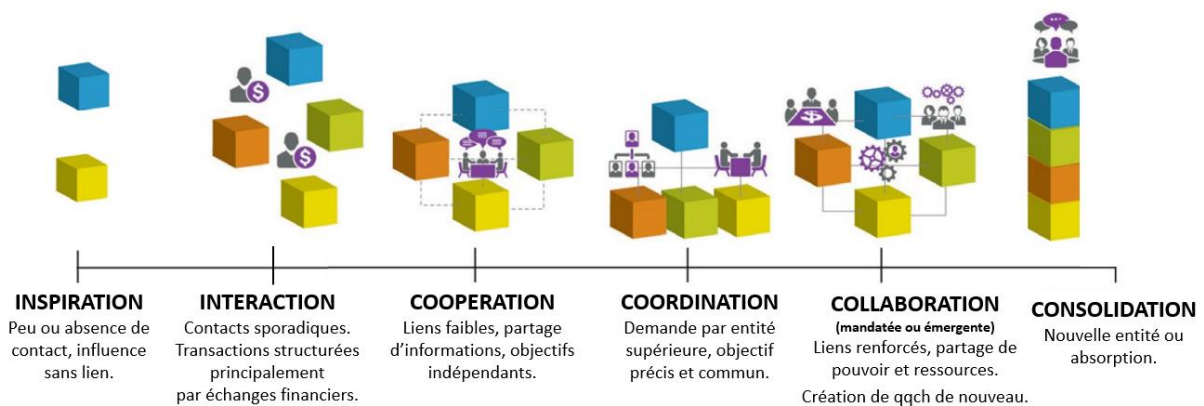 INSPIRATION
Peu ou absence de
contact, influence
sans lien.
INTERACTION
Contacts sporadiques.
Transactions structurées
principalement
par échanges financiers.
COOPERATION
Liens faibles, partage
d'informations, objectifs
indépendants.
COORDINATION
Demande par entité
supérieure, objectif
précis et commun.
COLLABORATION
(mandatée ou émergente)
Liens renforcés, partage de
pouvoir et ressources.
Création de qqch de nouveau.
CONSOLIDATION
Nouvelle entité ou
absorption.